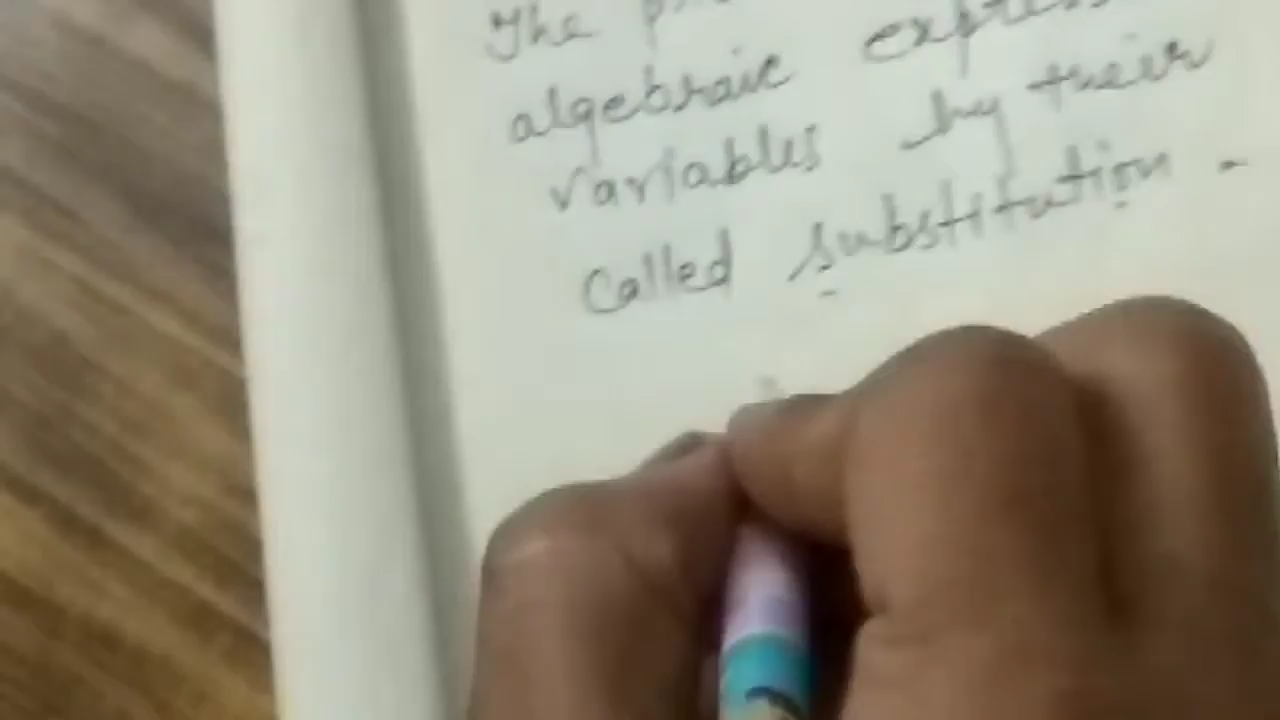 The
algebraic
variables by their
Called substitution -